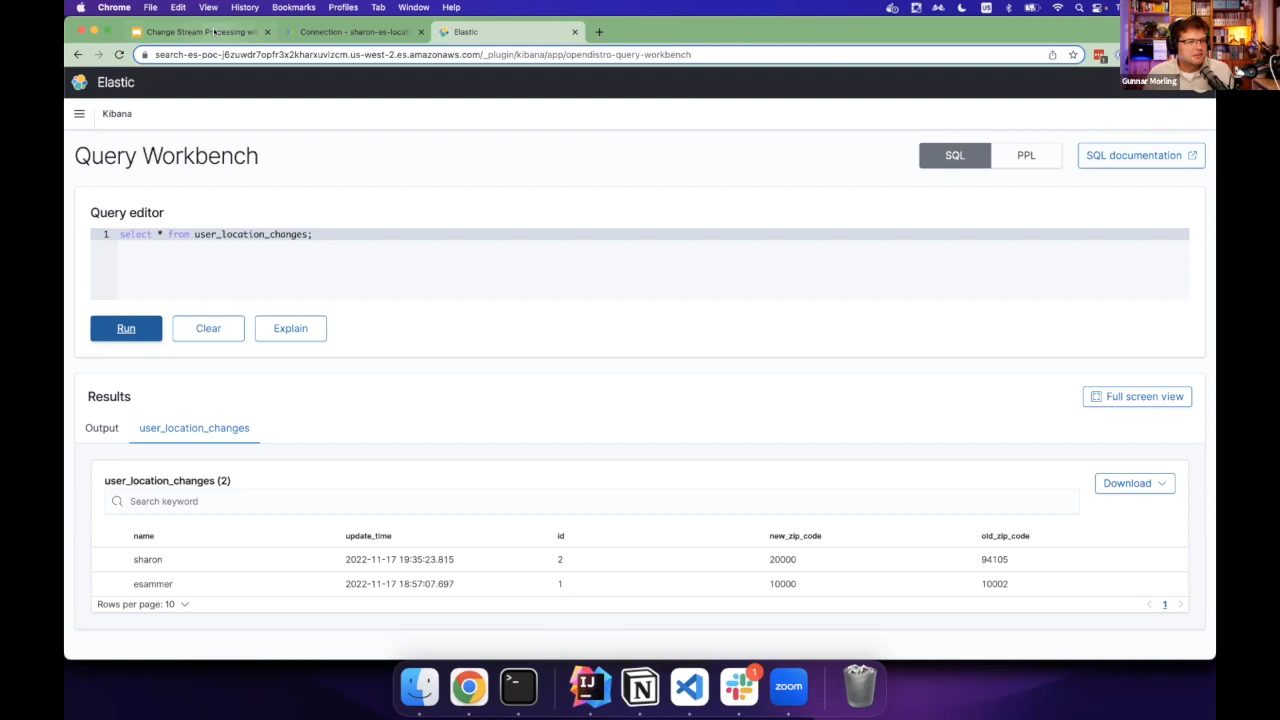 Chrome File Edit View History Bookmarks Profiles Tab Window Help
Change Stream Processing wi
Connection - sharon-es-locati
Elastic
search-es-poc-j6zuwdr7opfr3x2kharxuvlzcm.us-west-2.es.amazonaws.com/_plugin/kibana/app/opendistro-query-workbench
Gunnar Morling
Elastic
Kibana
Query Workbench
SQL PPL SQL documentation
Query editor
1 select * from user_location_changes;
Run Clear Explain
Results
Full screen view
Output user_location_changes
user_location_changes (2)
Download
Search keyword
name update_time id new_zip_code old_zip_code
sharon 2022-11-17 19:35:23.815 2 20000 94105
esammer 2022-11-17 18:57:07.697 1 10000 10002
Rows per page: 10
1
1
zoom